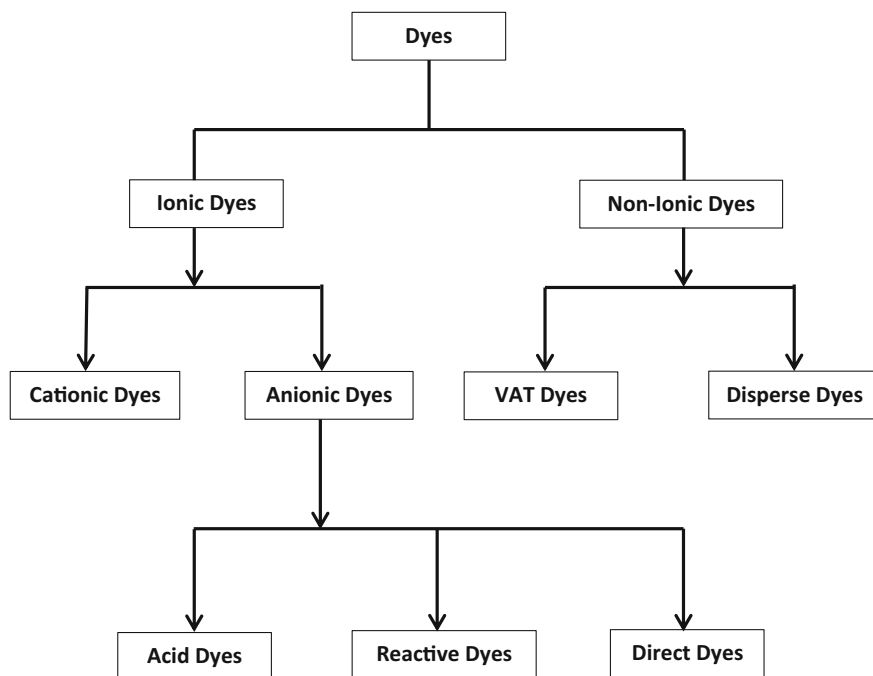 Dyes
Ionic Dyes
Non-Ionic Dyes
Cationic Dyes
Anionic Dyes
VAT Dyes
Disperse Dyes
Acid Dyes
Reactive Dyes
Direct Dyes